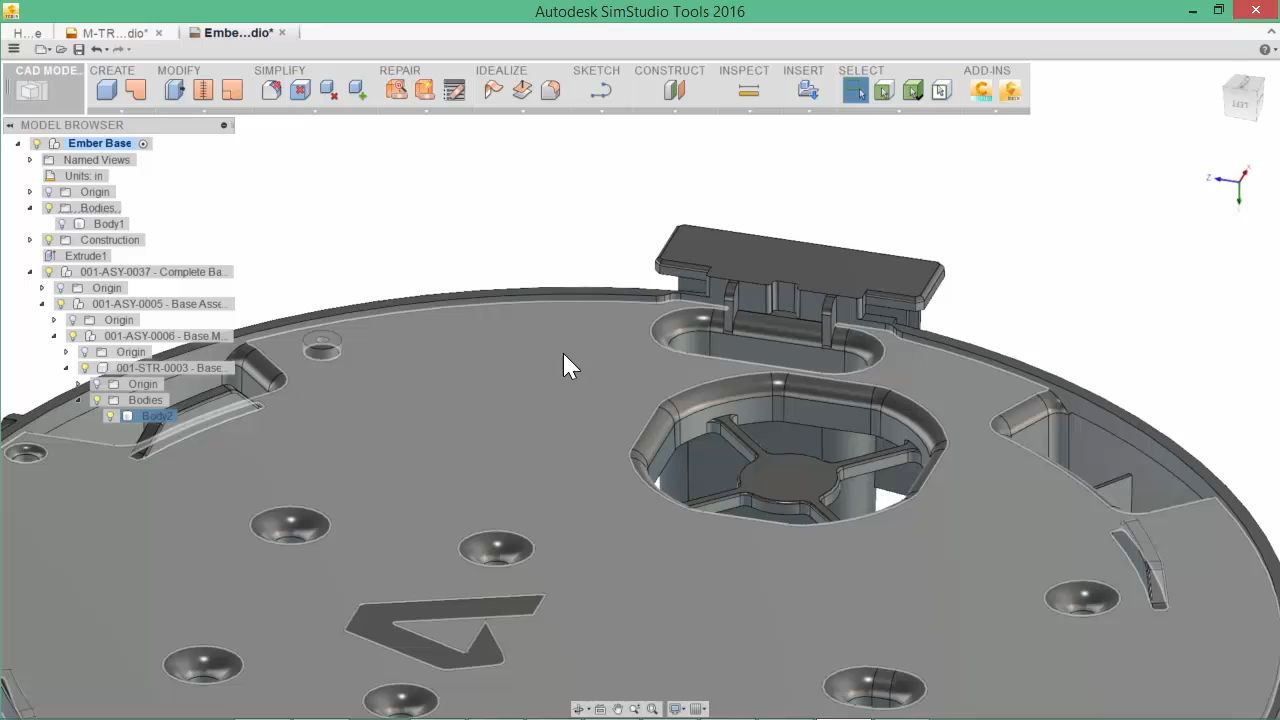 Autodesk SimStudio Tools 2016
H...e
M-TR...dio*
Embe...dio*
CAD MODE...
CREATE
MODIFY
SIMPLIFY
REPAIR
IDEALIZE
SKETCH
CONSTRUCT
INSPECT
INSERT
SELECT
ADD-INS
MODEL BROWSER
Ember Base
Named Views
Units: in
Origin
Bodies
Body1
Construction
Extrude1
001-ASY-0037 - Complete Ba...
Origin
001-ASY-0005 - Base Asse...
Origin
001-ASY-0006 - Base M...
Origin
001-STR-0003 - Base...
Origin
Bodies
Body2
LEFT
Z
X